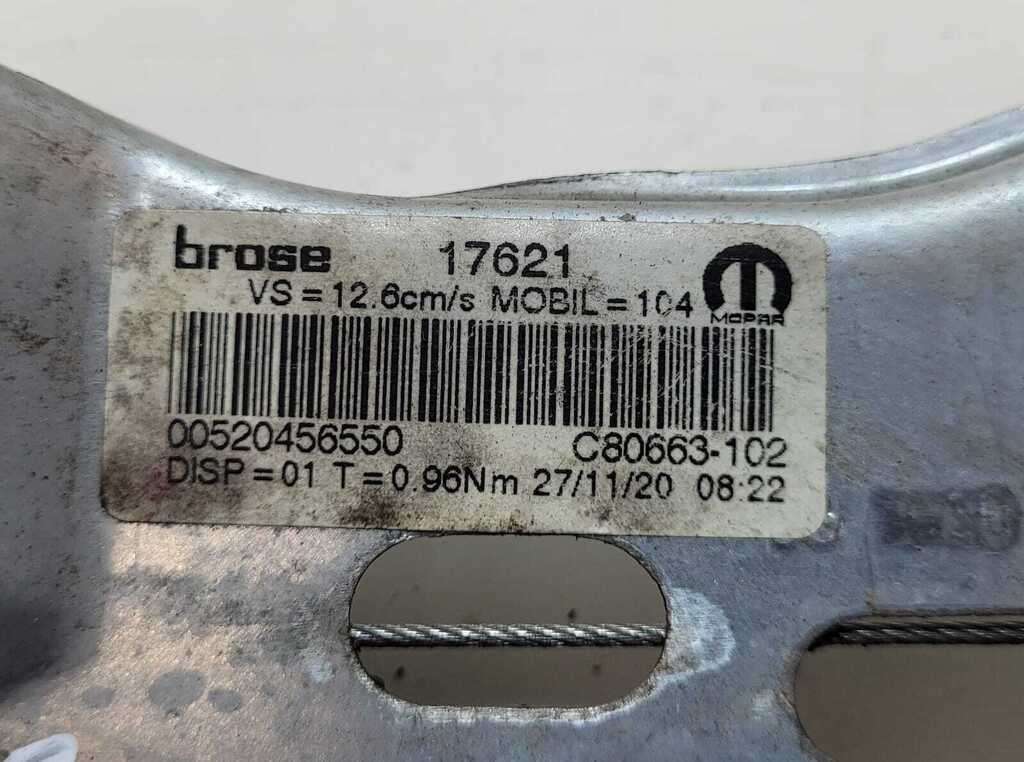 brose 17621
VS = 12.6cm/s MOBIL = 104
MOPAR
00520456550 C80663-102
DISP = 01 T = 0.96Nm 27/11/20 08:22